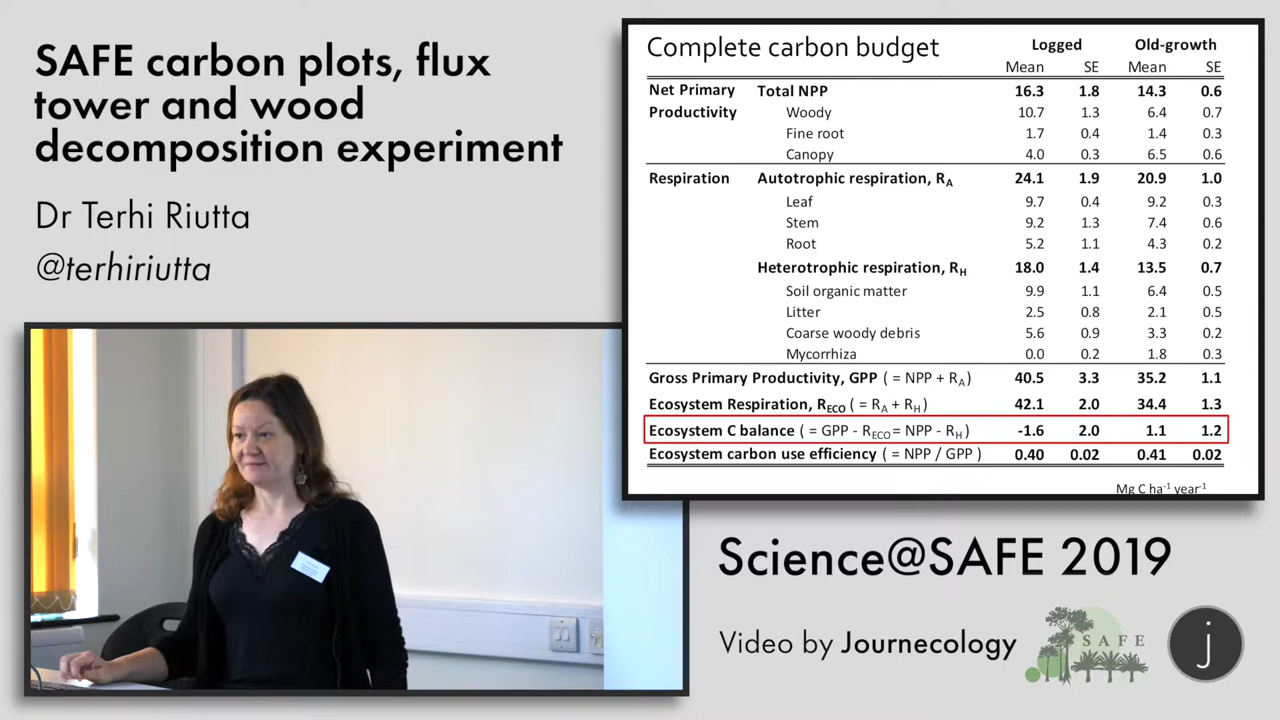 SAFE carbon plots, flux
tower and wood
decomposition experiment
Dr Terhi Riutta
@terhiriutta
Complete carbon budget
Logged Old-growth
Mean SE Mean SE
Net Primary Total NPP 16.3 1.8 14.3 0.6
Productivity Woody 10.7 1.3 6.4 0.7
Fine root 1.7 0.4 1.4 0.3
Canopy 4.0 0.3 6.5 0.6
Respiration Autotrophic respiration, RA 24.1 1.9 20.9 1.0
Leaf 9.7 0.4 9.2 0.3
Stem 9.2 1.3 7.4 0.6
Root 5.2 1.1 4.3 0.2
Heterotrophic respiration, RH 18.0 1.4 13.5 0.7
Soil organic matter 9.9 1.1 6.4 0.5
Litter 2.5 0.8 2.1 0.5
Coarse woody debris 5.6 0.9 3.3 0.2
Mycorrhiza 0.0 0.2 1.8 0.3
Gross Primary Productivity, GPP ( = NPP + RA) 40.5 3.3 35.2 1.1
Ecosystem Respiration, RECO ( = RA + RH) 42.1 2.0 34.4 1.3
Ecosystem C balance ( = GPP - RECO = NPP - RH ) -1.6 2.0 1.1 1.2
Ecosystem carbon use efficiency ( = NPP / GPP ) 0.40 0.02 0.41 0.02
Mg C ha-1 year-1
Science@SAFE 2019
Video by Journecology
SAFE
j